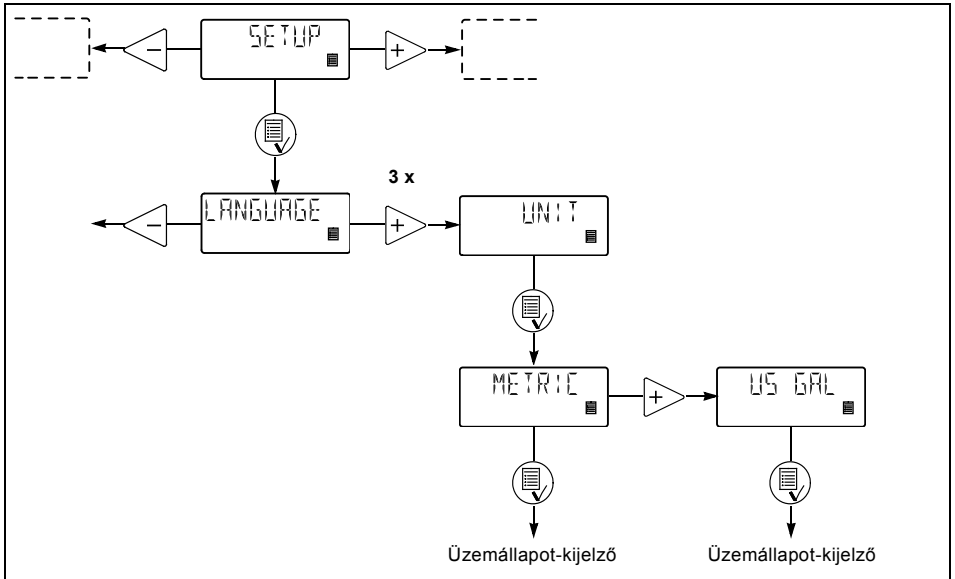 SETUP
− +
3 x
LANGUAGE
− +
UNIT
METRIC
+
US GAL
Üzemállapot-kijelző
Üzemállapot-kijelző